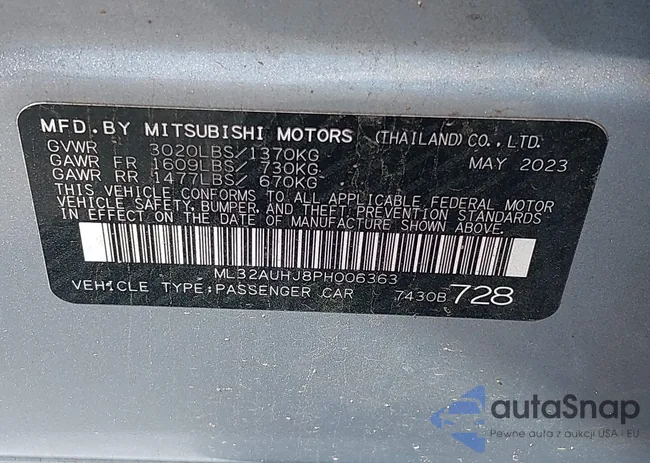 MFD.BY MITSUBISHI MOTORS (THAILAND)CO.,LTD.
GVWR 3020LBS/1370KG MAY 2023
GAWR FR 1609LBS/ 730KG
GAWR RR 1477LBS/ 670KG
THIS VEHICLE CONFORMS TO ALL APPLICABLE FEDERAL MOTOR
VEHICLE SAFETY, BUMPER, AND THEFT PREVENTION STANDARDS
IN EFFECT ON THE DATE OF MANUFACTURE SHOWN ABOVE.
ML32AUHJ8PH006363
VEHICLE TYPE:PASSENGER CAR 7430B 728
autaSnap
Pewne auta z aukcji USA - EU